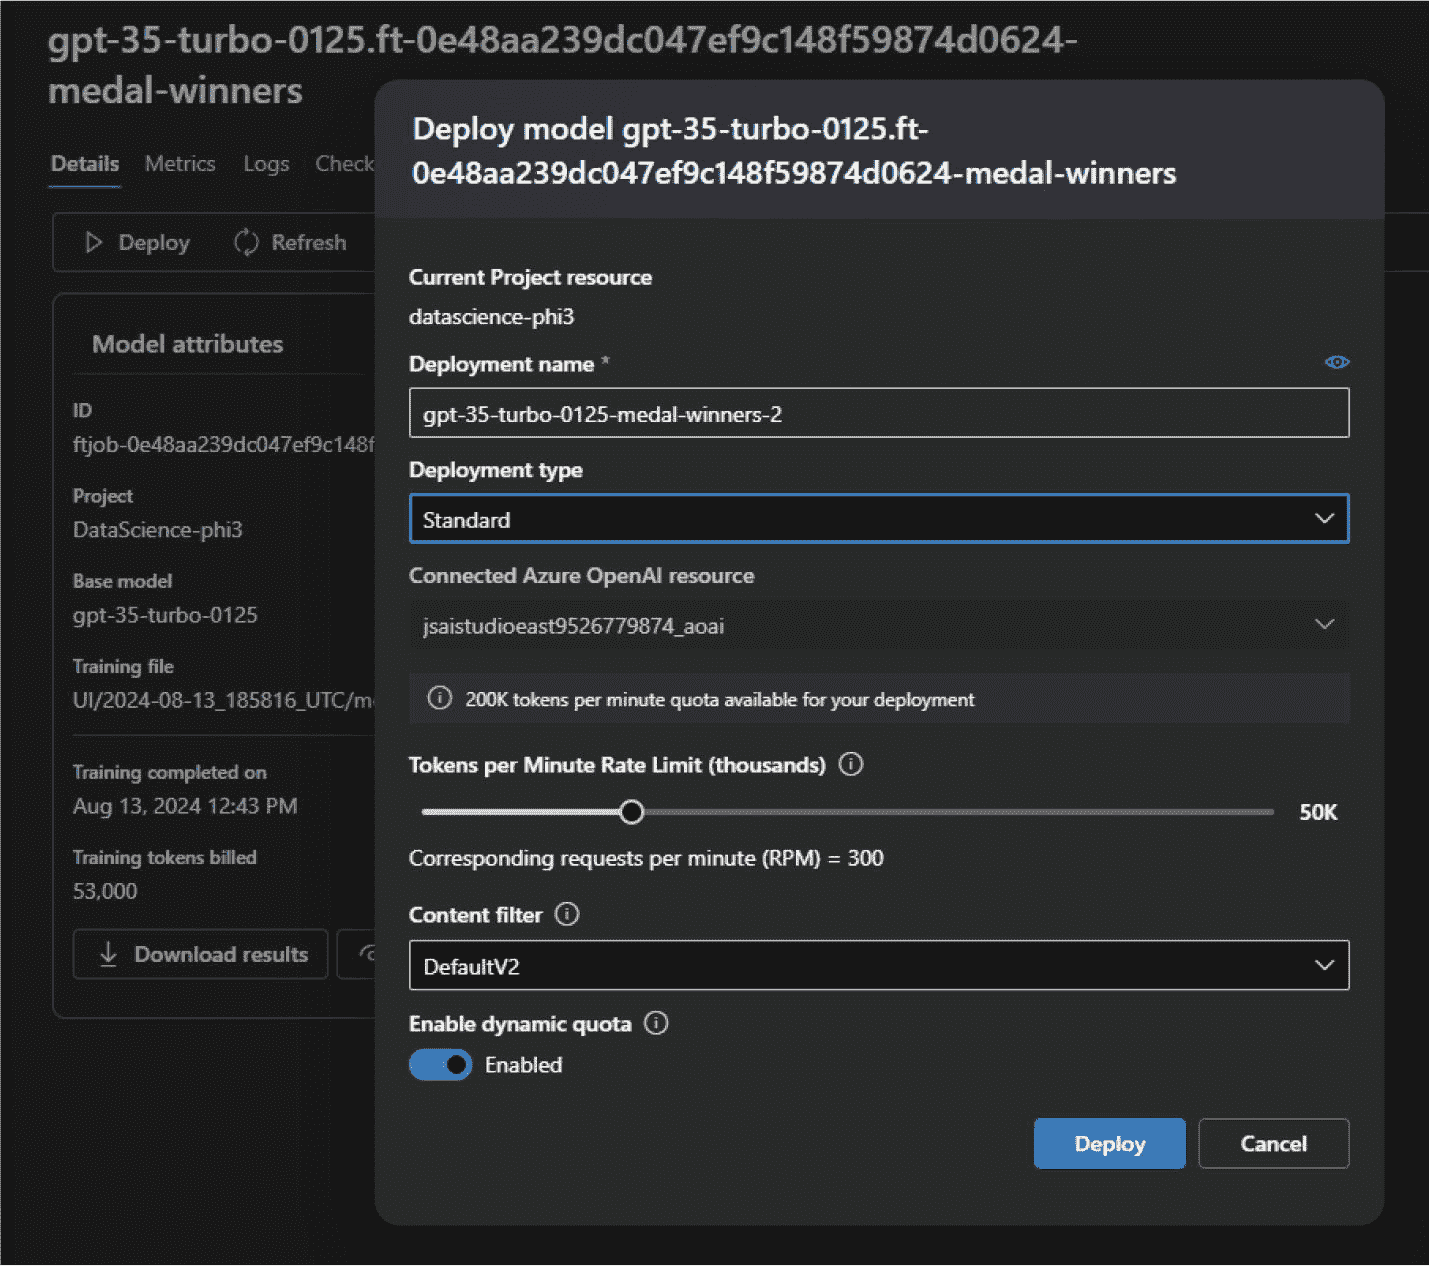 gpt-35-turbo-0125.ft-0e48aa239dc047ef9c148f59874d0624-
medal-winners
Details Metrics Logs Check
Deploy Refresh
Model attributes
ID
ftjob-0e48aa239dc047ef9c148f
Project
DataScience-phi3
Base model
gpt-35-turbo-0125
Training file
UI/2024-08-13_185816_UTC/me
Training completed on
Aug 13, 2024 12:43 PM
Training tokens billed
53,000
Download results
Deploy model gpt-35-turbo-0125.ft-
0e48aa239dc047ef9c148f59874d0624-medal-winners
Current Project resource
datascience-phi3
Deployment name *
gpt-35-turbo-0125-medal-winners-2
Deployment type
Standard
Connected Azure OpenAI resource
jsaistudioeast9526779874_aoai
200K tokens per minute quota available for your deployment
Tokens per Minute Rate Limit (thousands)
50K
Corresponding requests per minute (RPM) = 300
Content filter
DefaultV2
Enable dynamic quota
Enabled
Deploy Cancel